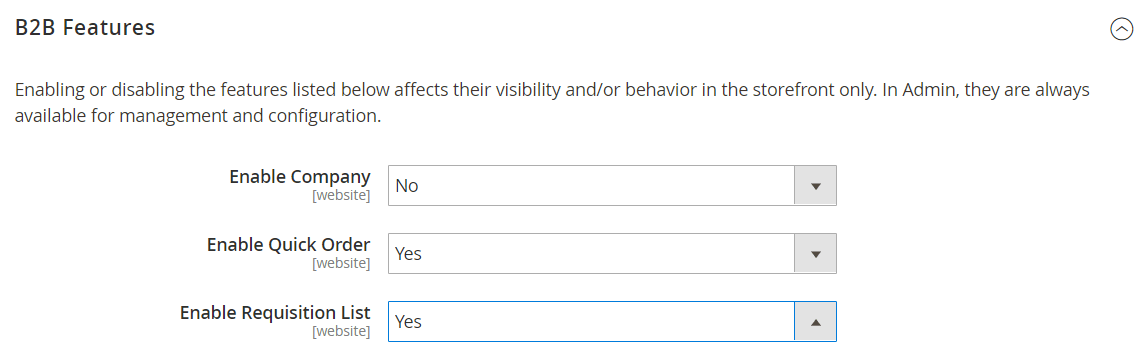 B2B Features
Enabling or disabling the features listed below affects their visibility and/or behavior in the storefront only. In Admin, they are always
available for management and configuration.
Enable Company
[website]
No
Enable Quick Order
[website]
Yes
Enable Requisition List
[website]
Yes